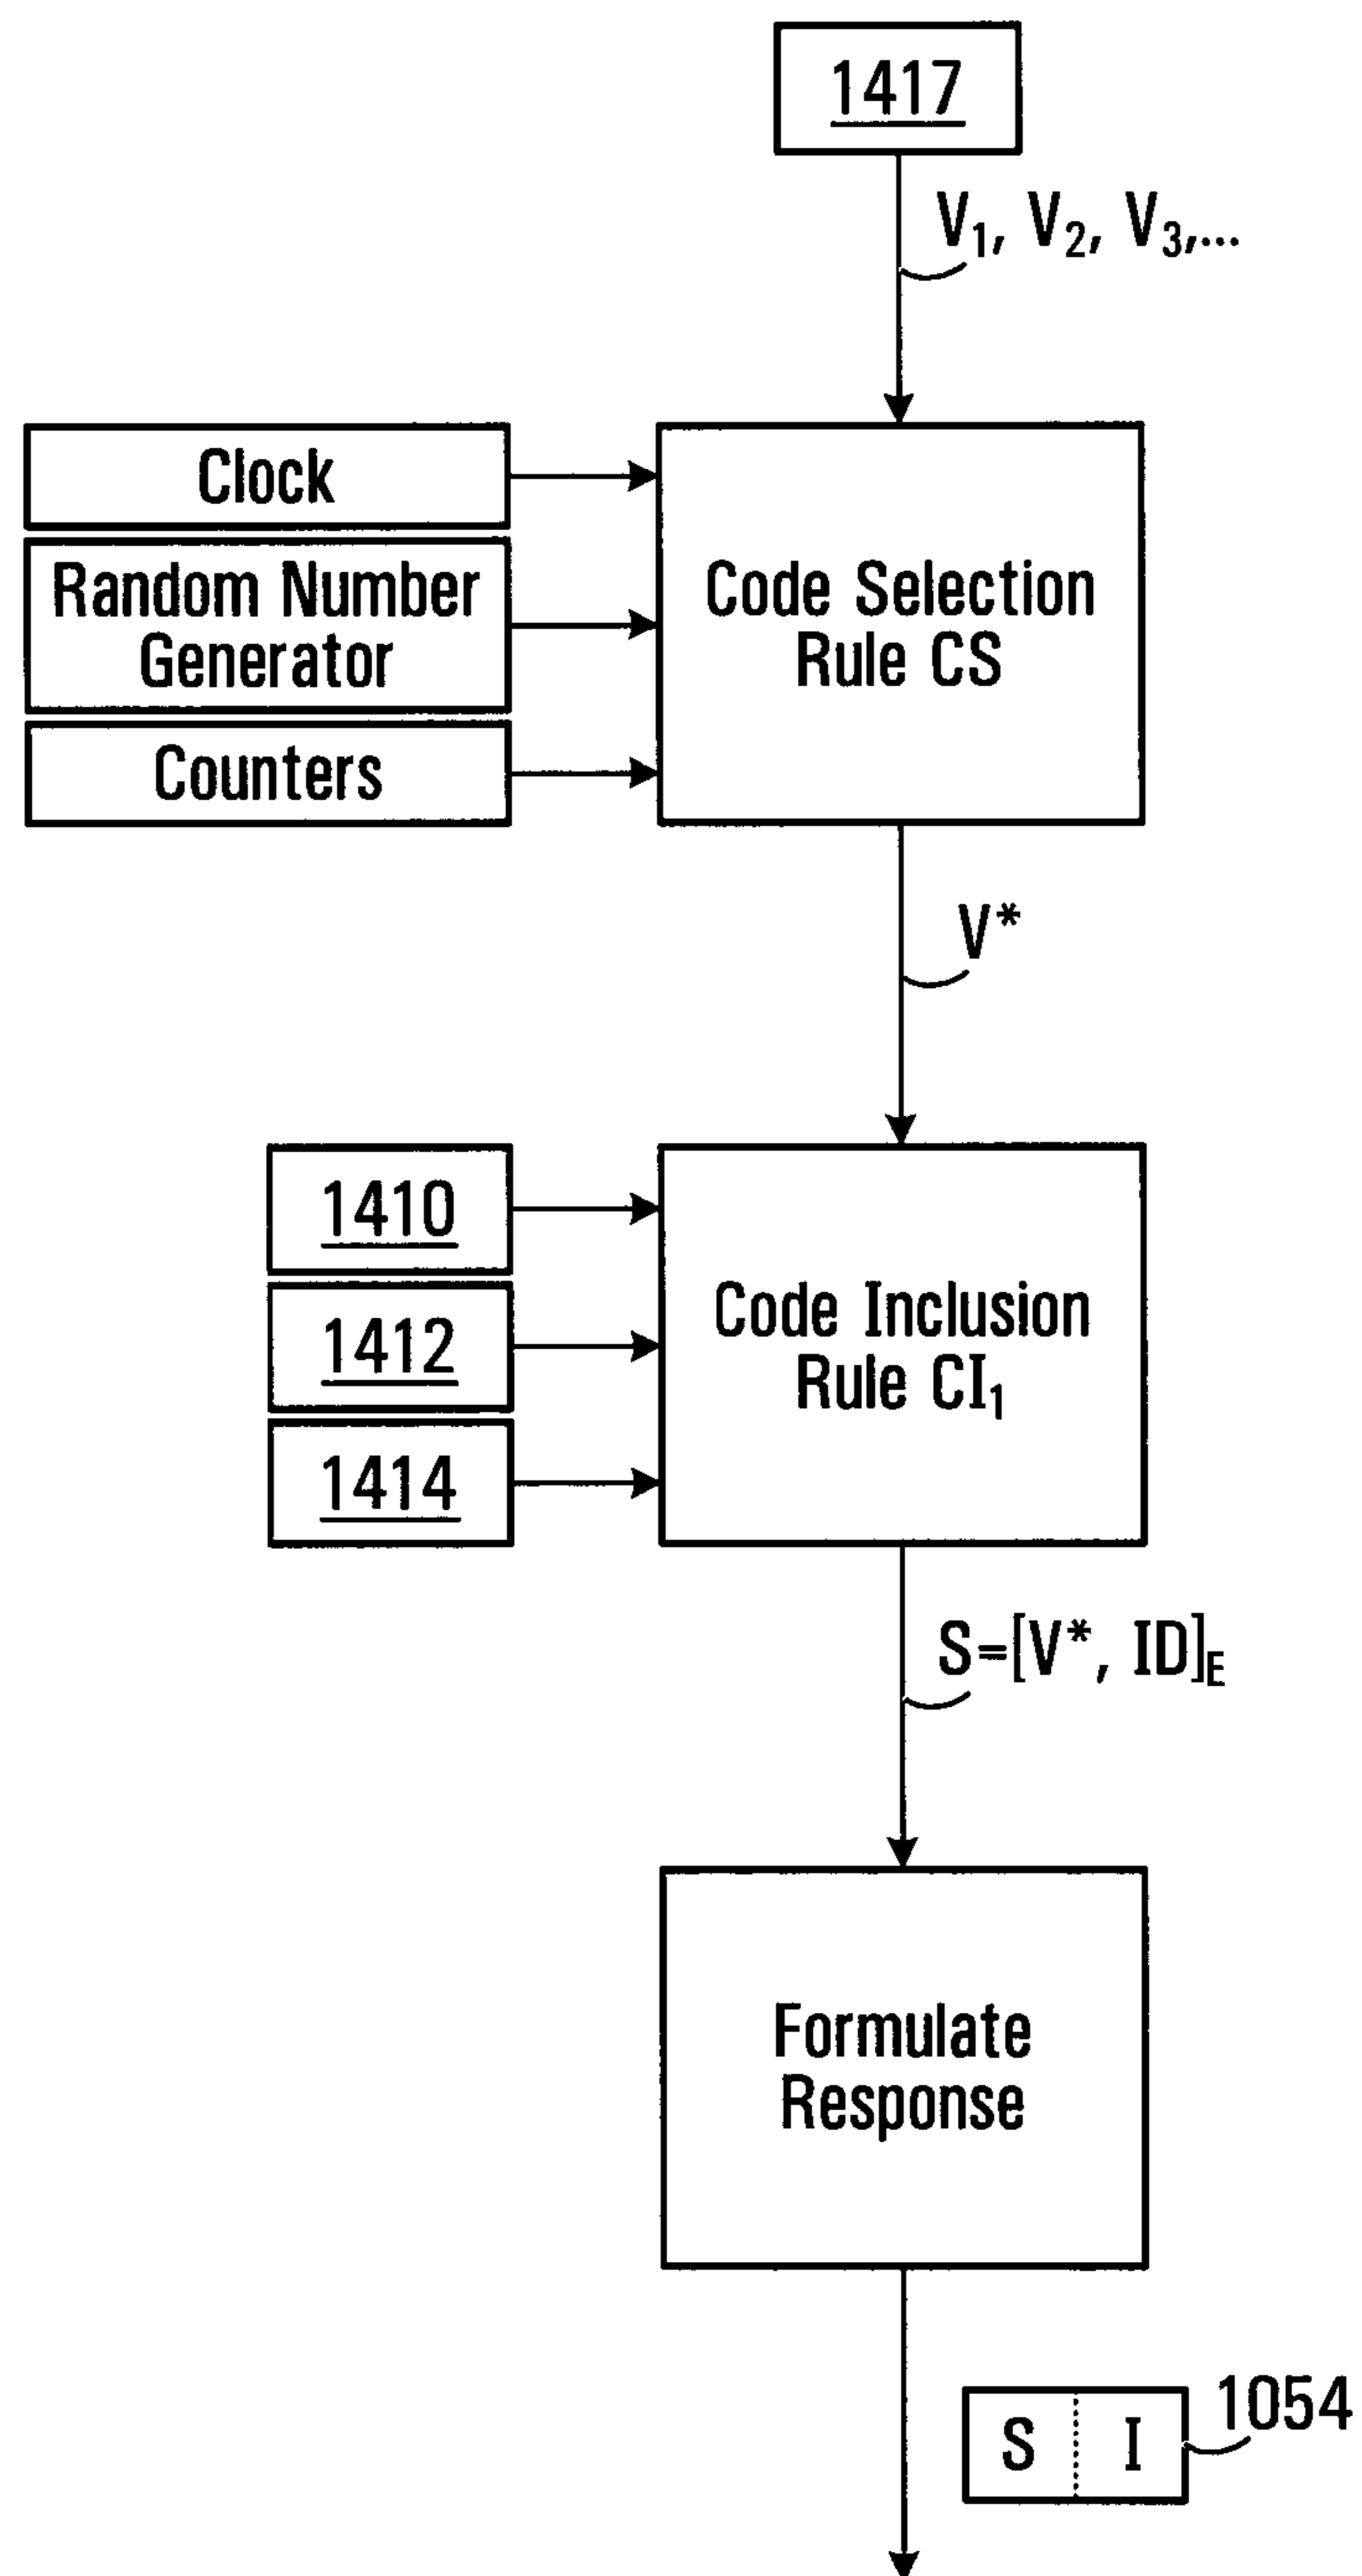 1417
V₁, V₂, V₃,...
Clock
Random Number
Generator
Counters
Code Selection
Rule CS
V*
1410
1412
1414
Code Inclusion
Rule CI₁
S=[V*, ID]E
Formulate
Response
S I
1054